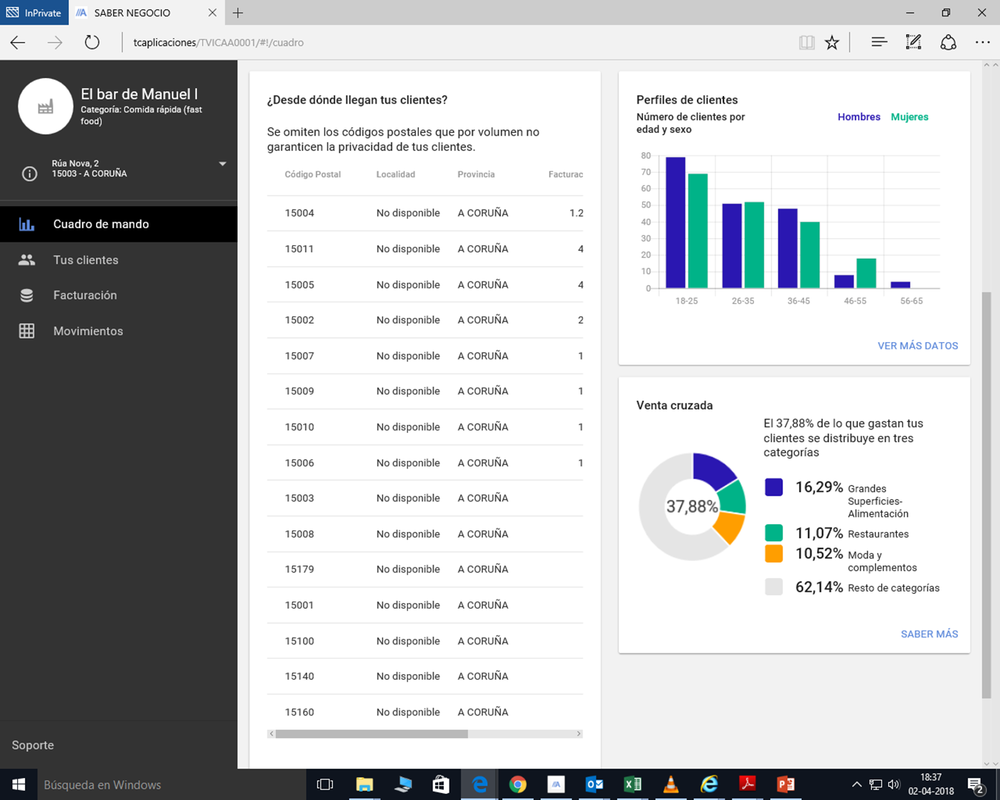 InPrivate
SABER NEGOCIO
tcaplicaciones/TVICAA0001/#!/cuadro
El bar de Manuel I
Categoría: Comida rápida (fast
food)
Rúa Nova, 2
15003 - A CORUÑA
Cuadro de mando
Tus clientes
Facturación
Movimientos
Soporte
¿Desde dónde llegan tus clientes?
Se omiten los códigos postales que por volumen no
garanticen la privacidad de tus clientes.
Código Postal Localidad Provincia Facturac
15004 No disponible A CORUÑA 1.2
15011 No disponible A CORUÑA 4
15005 No disponible A CORUÑA 4
15002 No disponible A CORUÑA 2
15007 No disponible A CORUÑA 1
15009 No disponible A CORUÑA 1
15010 No disponible A CORUÑA 1
15006 No disponible A CORUÑA 1
15003 No disponible A CORUÑA
15008 No disponible A CORUÑA
15179 No disponible A CORUÑA
15001 No disponible A CORUÑA
15100 No disponible A CORUÑA
15140 No disponible A CORUÑA
15160 No disponible A CORUÑA
Perfiles de clientes
Número de clientes por
edad y sexo
Hombres Mujeres
80
70
60
50
40
30
20
10
0
18-25 26-35 36-45 46-55 56-65
VER MÁS DATOS
Venta cruzada
El 37,88% de lo que gastan tus
clientes se distribuye en tres
categorías
37,88%
16,29% Grandes
Superficies-
Alimentación
11,07% Restaurantes
10,52% Moda y
complementos
62,14% Resto de categorías
SABER MÁS
Búsqueda en Windows
18:37
02-04-2018
2